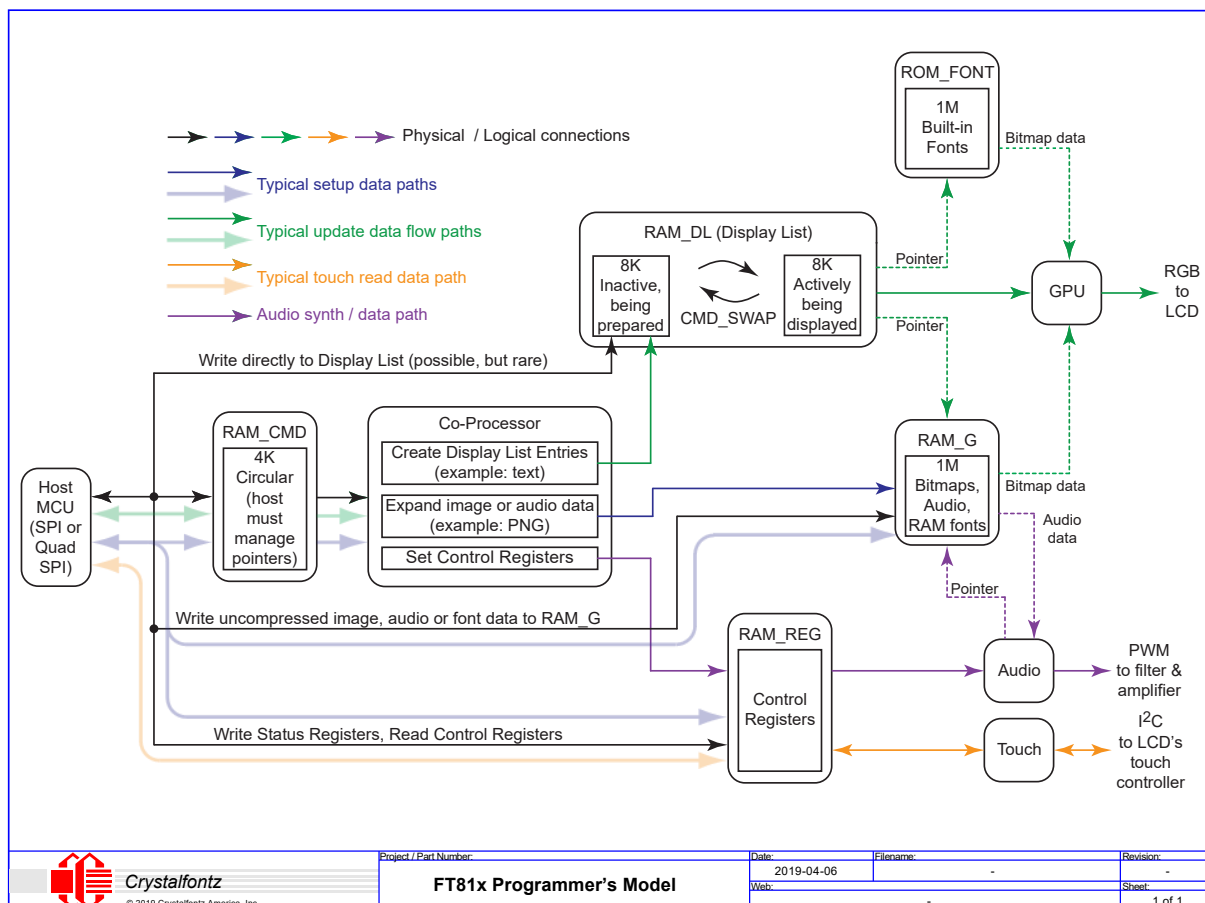 Physical / Logical connections
Typical setup data paths
Typical update data flow paths
Typical touch read data path
Audio synth / data path
ROM_FONT
1M
Built-in
Fonts
Bitmap data
RAM_DL (Display List)
8K
Inactive,
being
prepared
CMD_SWAP
8K
Actively
being
displayed
Pointer
Pointer
GPU
RGB
to
LCD
Write directly to Display List (possible, but rare)
Host
MCU
(SPI or
Quad
SPI)
RAM_CMD
4K
Circular
(host
must
manage
pointers)
Co-Processor
Create Display List Entries
(example: text)
Expand image or audio data
(example: PNG)
Set Control Registers
RAM_G
1M
Bitmaps,
Audio,
RAM fonts
Bitmap data
Audio
data
Pointer
Write uncompressed image, audio or font data to RAM_G
RAM_REG
Control
Registers
Audio
PWM
to filter &
amplifier
Write Status Registers, Read Control Registers
Touch
I2C
to LCD's
touch
controller
Crystalfontz
© 2019 Crystalfontz America, Inc.
Project / Part Number:
FT81x Programmer's Model
Date:
2019-04-06
Filename:
-
Revision:
-
Web:
-
Sheet:
1 of 1